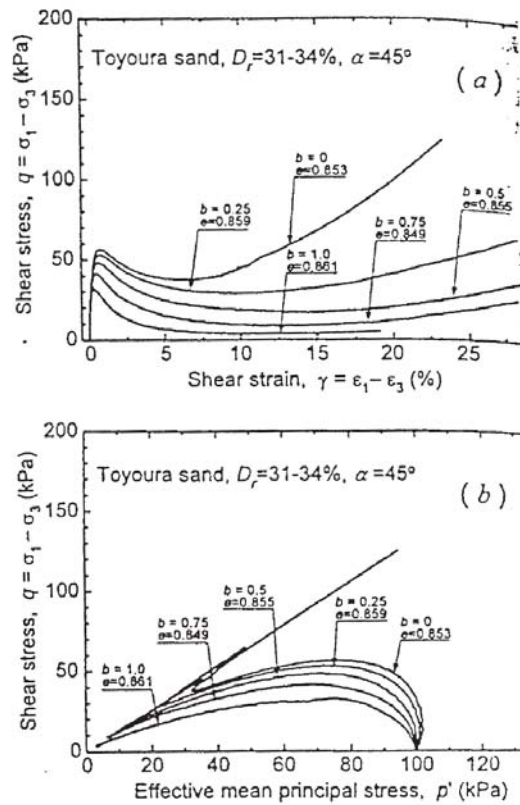 200
150
100
50
0
Shear stress, q = σ1 – σ3 (kPa)
Toyoura sand, Dr=31-34%, α=45º
(a)
b = 0
e=0.853
b = 0.25
e=0.859
b = 0.5
e=0.855
b = 0.75
e=0.849
b = 1.0
e=0.861
0 5 10 15 20 25
Shear strain, γ = ε1 – ε3 (%)
200
150
100
50
0
Shear stress, q = σ1 – σ3 (kPa)
Toyoura sand, Dr=31-34%, α=45º
(b)
b = 0.5
e=0.855
b = 0.25
e=0.859
b = 0.75
e=0.849
b = 0
e=0.853
b = 1.0
e=0.861
0 20 40 60 80 100 120
Effective mean principal stress, p' (kPa)